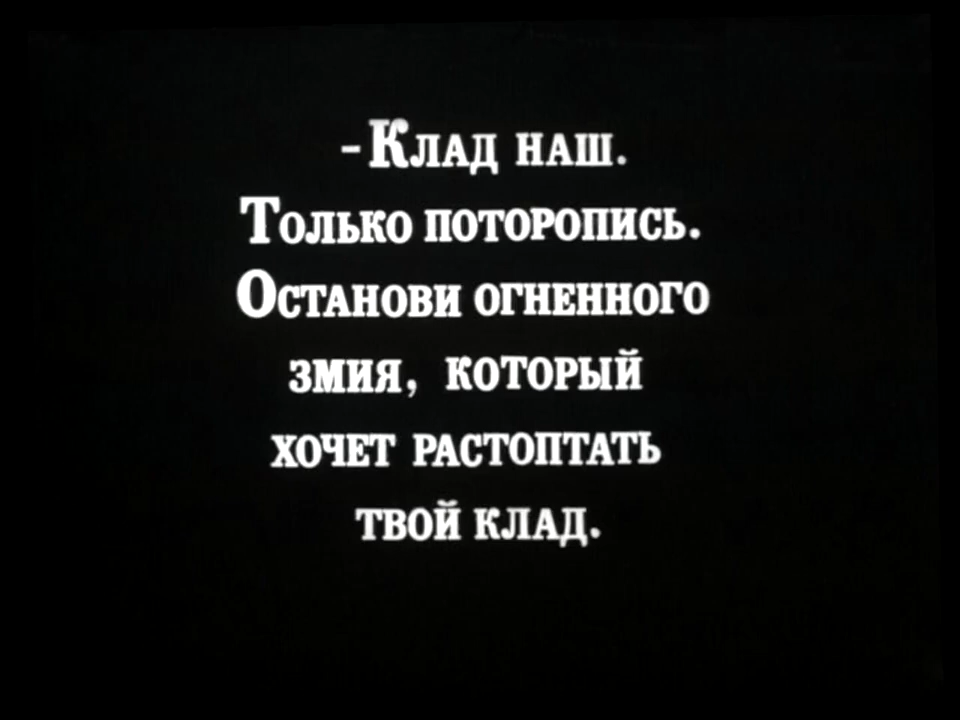 -Клад наш.
Только поторопись.
Останови огненного
змия, который
хочет растоптать
твой клад.